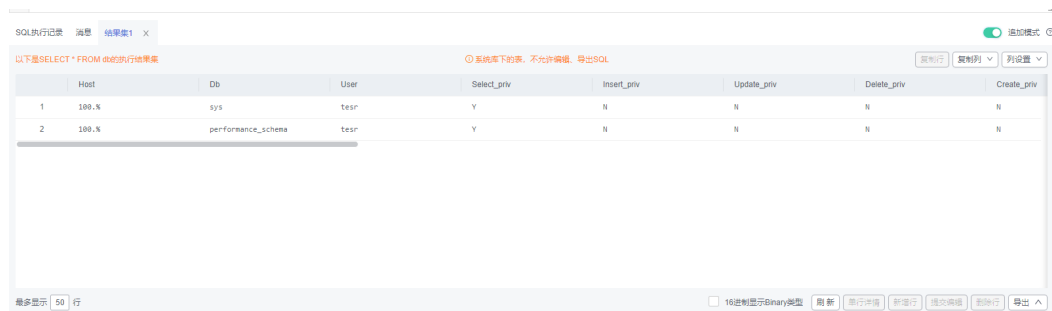 SQL执行记录 消息 结果集1 X 追加模式
以下是SELECT * FROM db的执行结果集 系统库下的表，不允许编辑，导出SQL 复制行 复制列 列设置
Host Db User Select_priv Insert_priv Update_priv Delete_priv Create_priv
1 100.% sys tesr Y N N N N
2 100.% performance_schema tesr Y N N N N
最多显示 50 行 16进制显示Binary类型 刷新 单行详情 新增行 提交编辑 删除行 导出